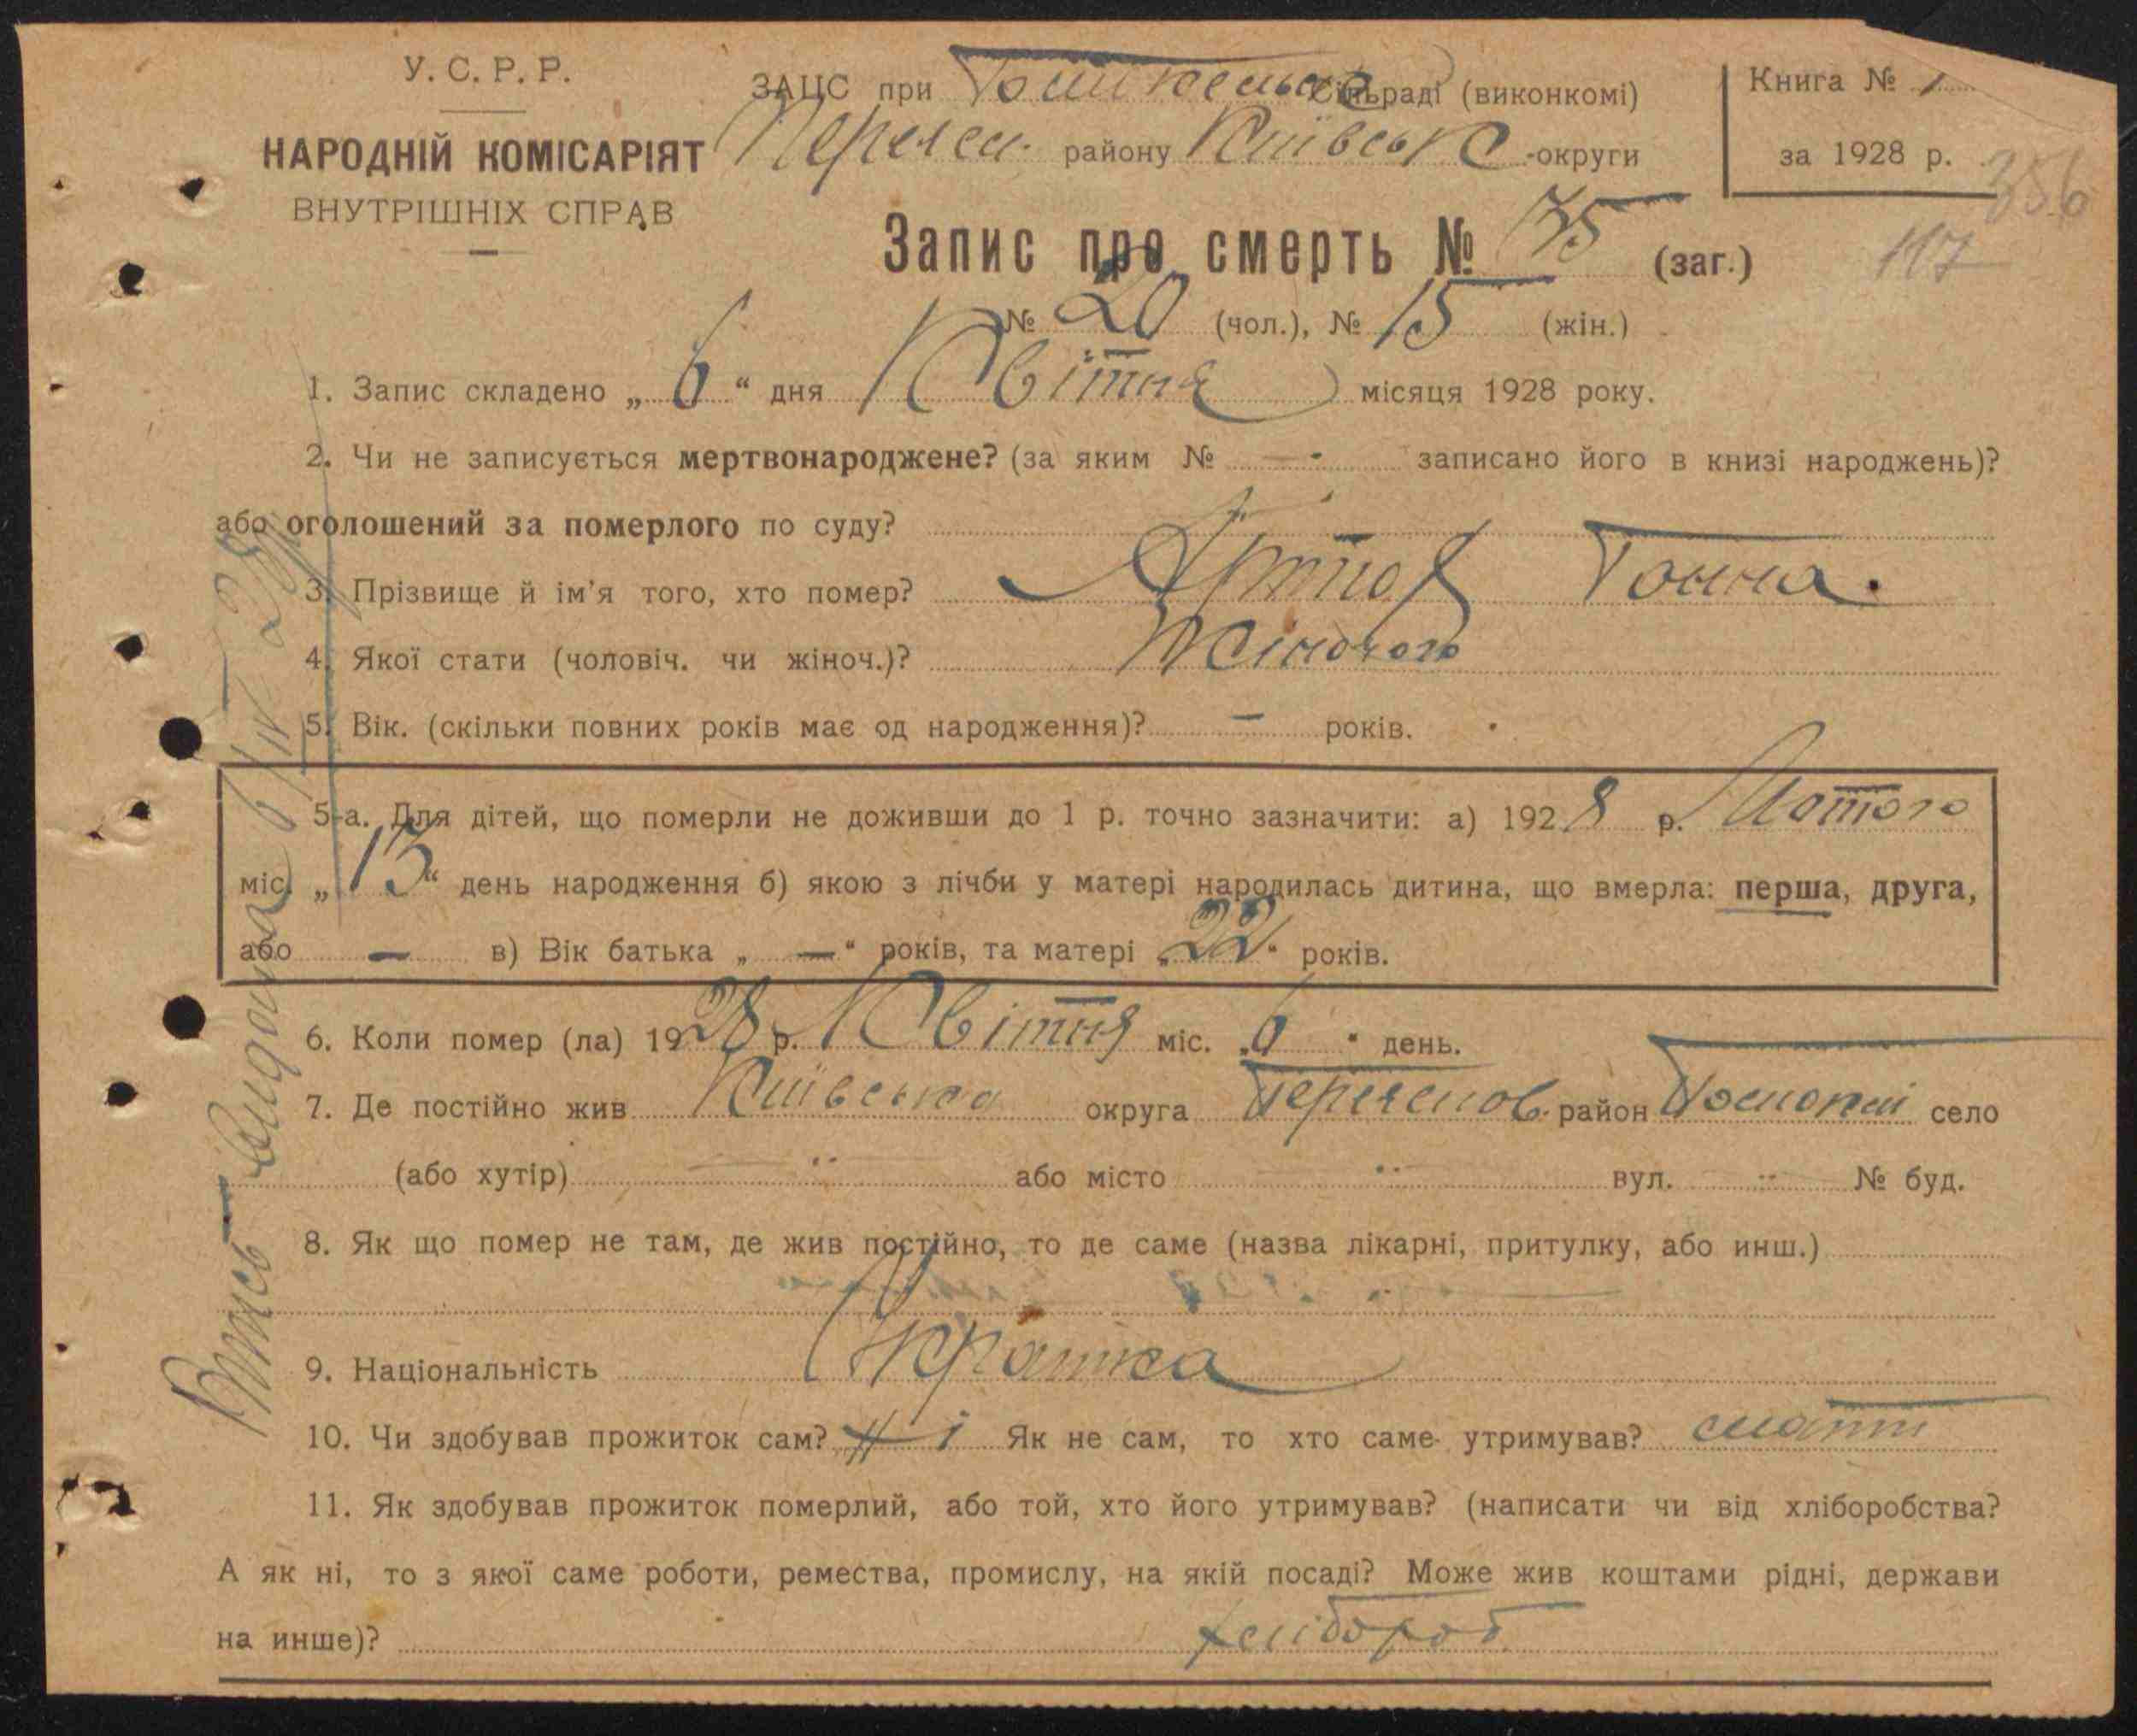 У. С. Р. Р.
НАРОДНІЙ КОМІСАРІЯТ
ВНУТРІШНІХ СПРАВ
ЗАЦС при сільраді (виконкомі)
Переясл. району Київське -округи
Книга № 1
за 1928 р.
356
117
Запис про смерть № 35 (заг.)
№ 20 (чол.), № 15 (жін.)
1. Запис складено „ 6 “ дня Квітня місяця 1928 року.
2. Чи не записується мертвонароджене? (за яким № — записано його в книзі народжень)?
або оголошений за померлого по суду?
3. Прізвище й ім'я того, хто помер? Ганна.
4. Якої стати (чоловіч. чи жіноч.)? Жіночого
5. Вік. (скільки повних років має од народження)? — років.
5-а. Для дітей, що померли не доживши до 1 р. точно зазначити: а) 1928 р. Лютого
міс. „ 13 “ день народження б) якою з лічби у матері народилась дитина, що вмерла: перша, друга,
або — в) Вік батька „ — “ років, та матері „ 22 “ років.
6. Коли помер (ла) 1928 р. Квітня міс. „ 6 “ день.
7. Де постійно жив Київська округа Переяслов. район село
(або хутір) або місто вул. № буд.
8. Як що помер не там, де жив постійно, то де саме (назва лікарні, притулку, або инш.)
9. Національність Українка
10. Чи здобував прожиток сам? Ні Як не сам, то хто саме утримував? мати
11. Як здобував прожиток померлий, або той, хто його утримував? (написати чи від хліборобства?
А як ні, то з якої саме роботи, ремества, промислу, на якій посаді? Може жив коштами рідні, держави
на инше)? хлібороб